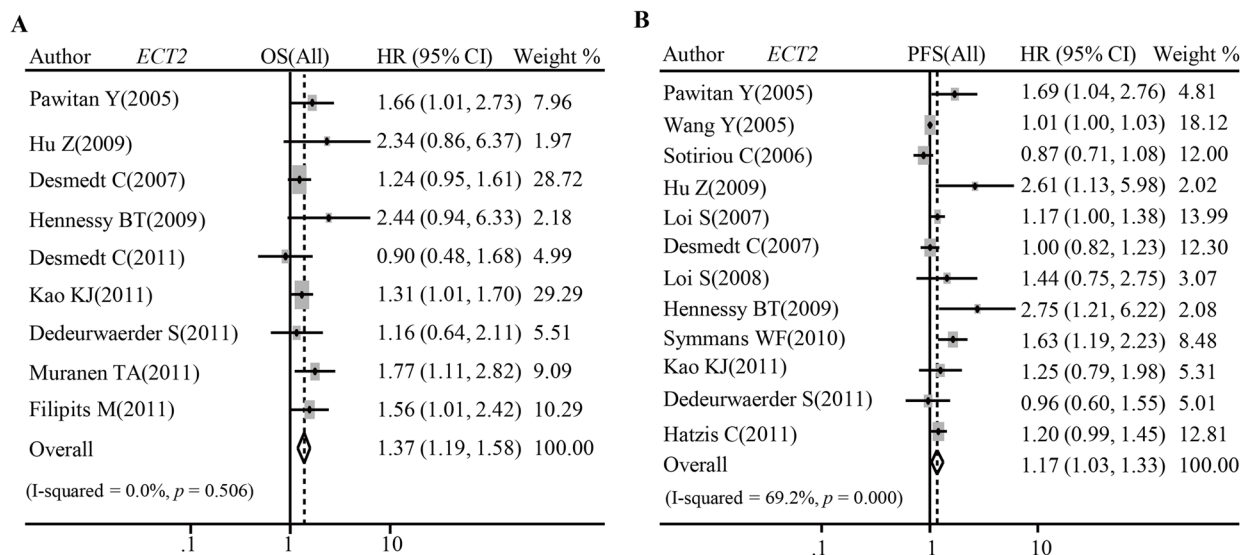 A
Author ECT2 OS(All) HR (95% CI) Weight %
Pawitan Y(2005) 1.66 (1.01, 2.73) 7.96
Hu Z(2009) 2.34 (0.86, 6.37) 1.97
Desmedt C(2007) 1.24 (0.95, 1.61) 28.72
Hennessy BT(2009) 2.44 (0.94, 6.33) 2.18
Desmedt C(2011) 0.90 (0.48, 1.68) 4.99
Kao KJ(2011) 1.31 (1.01, 1.70) 29.29
Dedeurwaerder S(2011) 1.16 (0.64, 2.11) 5.51
Muranen TA(2011) 1.77 (1.11, 2.82) 9.09
Filipits M(2011) 1.56 (1.01, 2.42) 10.29
Overall 1.37 (1.19, 1.58) 100.00
(I-squared = 0.0%, p = 0.506)
.1 1 10
B
Author ECT2 PFS(All) HR (95% CI) Weight %
Pawitan Y(2005) 1.69 (1.04, 2.76) 4.81
Wang Y(2005) 1.01 (1.00, 1.03) 18.12
Sotiriou C(2006) 0.87 (0.71, 1.08) 12.00
Hu Z(2009) 2.61 (1.13, 5.98) 2.02
Loi S(2007) 1.17 (1.00, 1.38) 13.99
Desmedt C(2007) 1.00 (0.82, 1.23) 12.30
Loi S(2008) 1.44 (0.75, 2.75) 3.07
Hennessy BT(2009) 2.75 (1.21, 6.22) 2.08
Symmans WF(2010) 1.63 (1.19, 2.23) 8.48
Kao KJ(2011) 1.25 (0.79, 1.98) 5.31
Dedeurwaerder S(2011) 0.96 (0.60, 1.55) 5.01
Hatzis C(2011) 1.20 (0.99, 1.45) 12.81
Overall 1.17 (1.03, 1.33) 100.00
(I-squared = 69.2%, p = 0.000)
.1 1 10